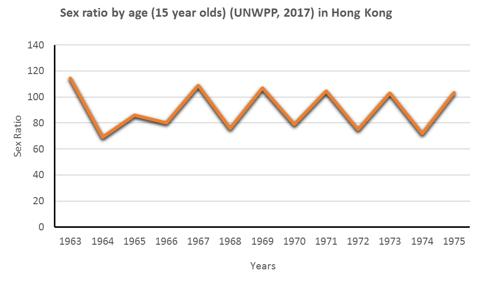 Sex ratio by age (15 year olds) (UNWPP, 2017) in Hong Kong
140
120
100
80
60
40
20
0
Sex Ratio
1963 1964 1965 1966 1967 1968 1969 1970 1971 1972 1973 1974 1975
Years